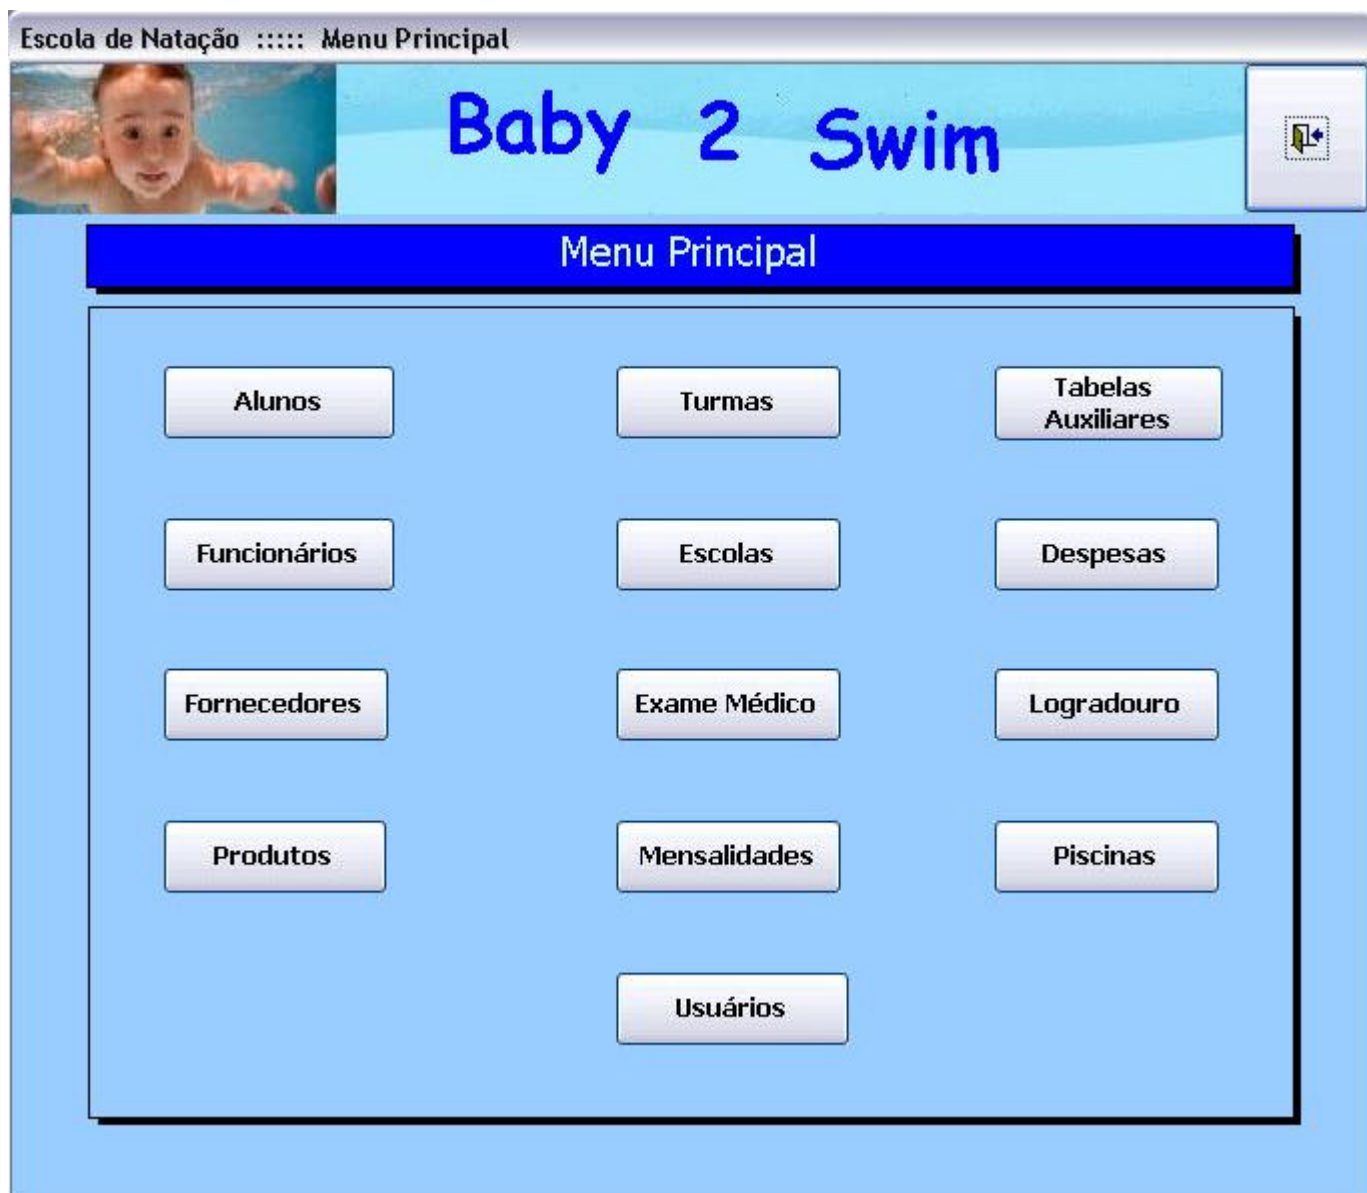 Escola de Natação ::::: Menu Principal
Baby 2 Swim
Menu Principal
Alunos
Turmas
Tabelas
Auxiliares
Funcionários
Escolas
Despesas
Fornecedores
Exame Médico
Logradouro
Produtos
Mensalidades
Piscinas
Usuários